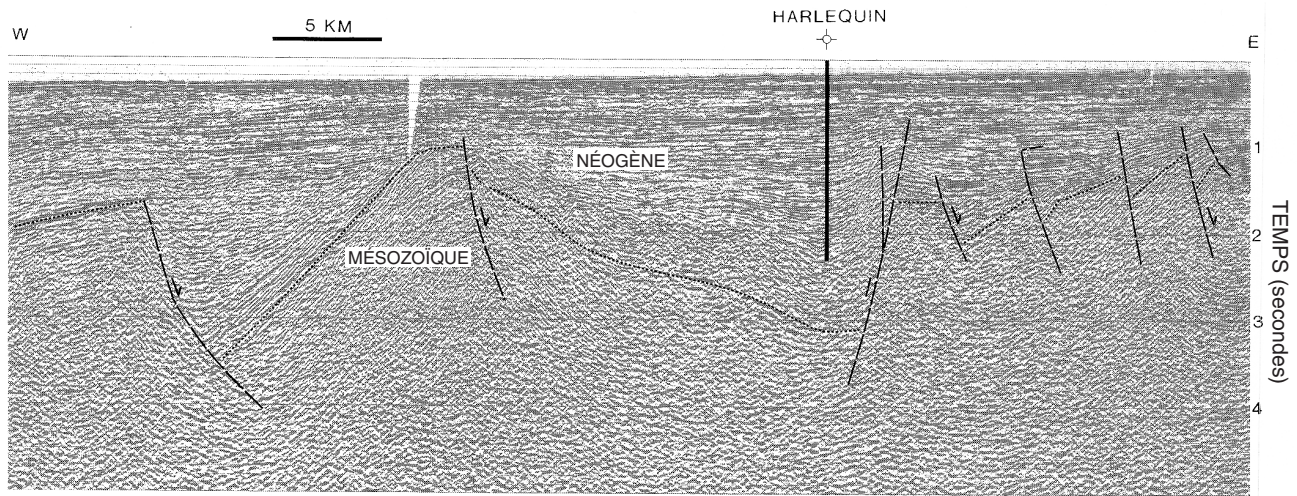 HARLEQUIN
5 KM
W
E
1
NÉOGÈNE
2
MÉSOZOÏQUE
3
4
TEMPS (secondes)